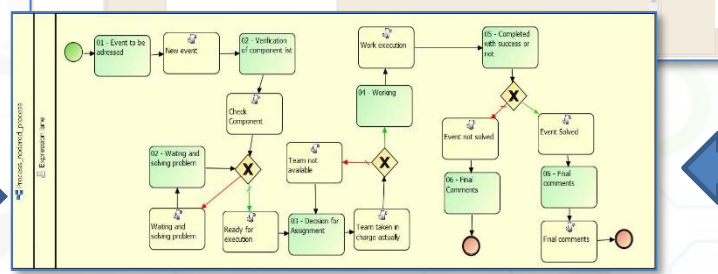 Process_nodered_process
Expression lane
01 - Event to be
adressed
New event
02 - Verification
of component list
Check
Component
02 - Waiting and
solving problem
Waiting and
solving problem
Ready for
execution
03 - Decision for
Assignment
Team not
available
Team taken in
charge actually
04 - Working
Work execution
05 - Completed
with success or
not
Event not solved
Event Solved
06 - Final
Comments
06 - Final
comments
Final comments